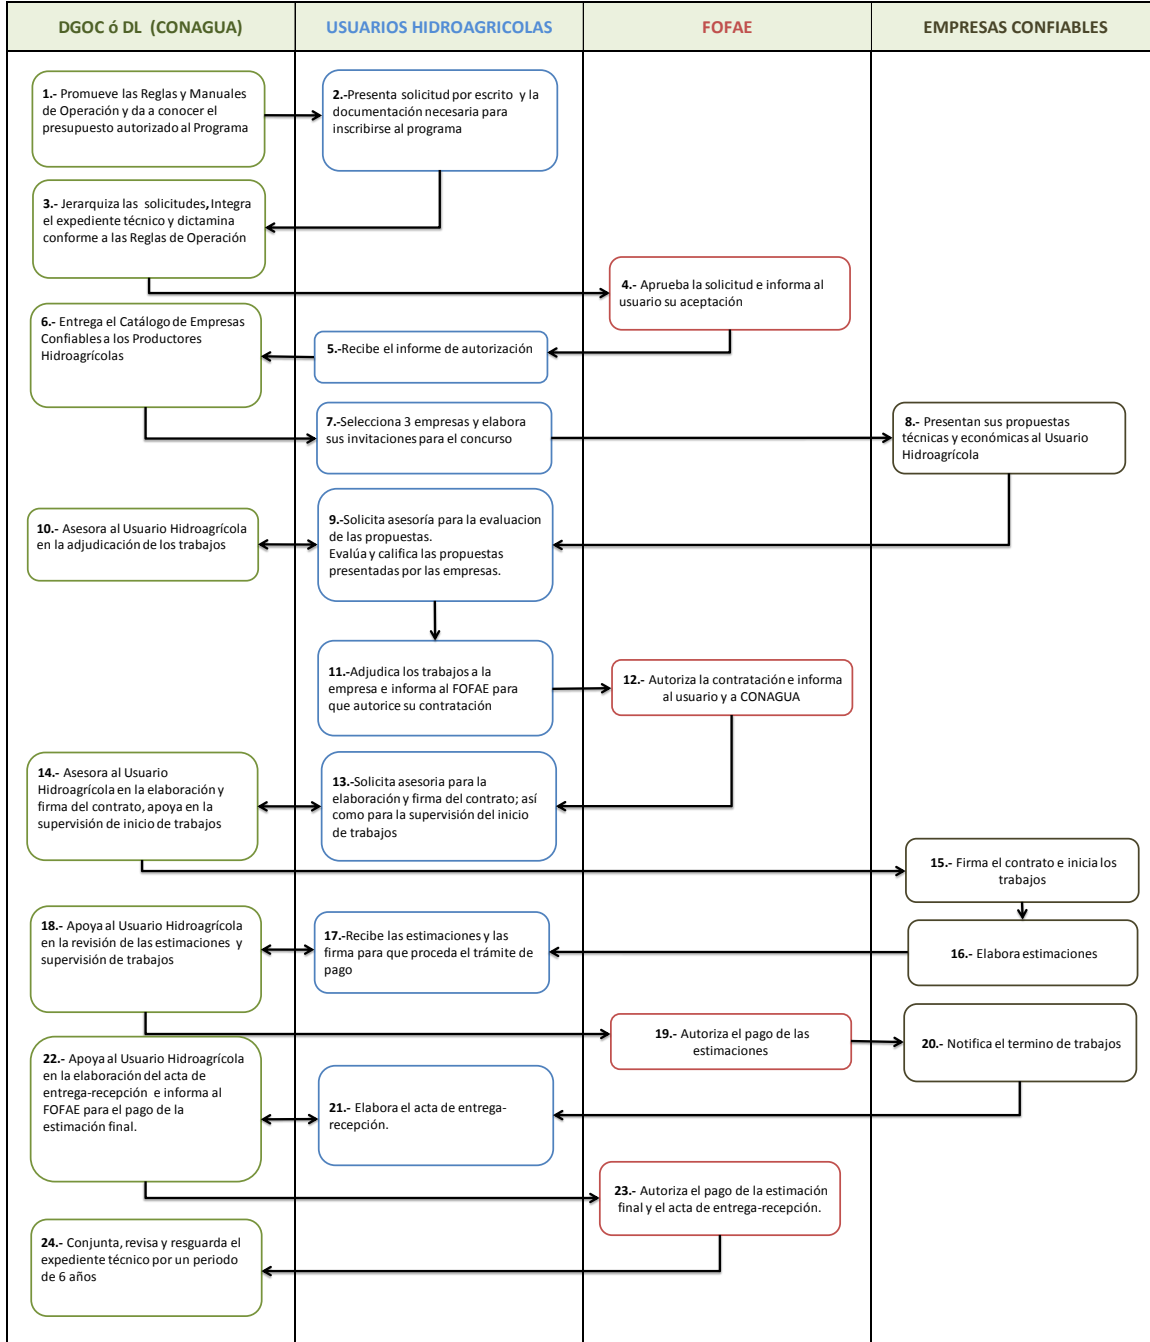 DGOC ó DL (CONAGUA)
USUARIOS HIDROAGRICOLAS
FOFAE
EMPRESAS CONFIABLES
1.- Promueve las Reglas y Manuales
de Operación y da a conocer el
presupuesto autorizado al Programa
2.-Presenta solicitud por escrito y la
documentación necesaria para
inscribirse al programa
3.- Jerarquiza las solicitudes, Integra
el expediente técnico y dictamina
conforme a las Reglas de Operación
4.- Aprueba la solicitud e informa al
usuario su aceptación
5.-Recibe el informe de autorización
6.- Entrega el Catálogo de Empresas
Confiables a los Productores
Hidroagrícolas
7.-Selecciona 3 empresas y elabora
sus invitaciones para el concurso
8.- Presentan sus propuestas
técnicas y económicas al Usuario
Hidroagrícola
9.-Solicita asesoría para la evaluacion
de las propuestas.
Evalúa y califica las propuestas
presentadas por las empresas.
10.- Asesora al Usuario Hidroagrícola
en la adjudicación de los trabajos
11.-Adjudica los trabajos a la
empresa e informa al FOFAE para
que autorice su contratación
12.- Autoriza la contratación e informa
al usuario y a CONAGUA
13.-Solicita asesoria para la
elaboración y firma del contrato; así
como para la supervisión del inicio
de trabajos
14.- Asesora al Usuario
Hidroagrícola en la elaboración y
firma del contrato, apoya en la
supervisión de inicio de trabajos
15.- Firma el contrato e inicia los
trabajos
16.- Elabora estimaciones
17.-Recibe las estimaciones y las
firma para que proceda el trámite de
pago
18.- Apoya al Usuario Hidroagrícola
en la revisión de las estimaciones y
supervisión de trabajos
19.- Autoriza el pago de las
estimaciones
20.- Notifica el termino de trabajos
21.- Elabora el acta de entrega-
recepción.
22.- Apoya al Usuario Hidroagrícola
en la elaboración del acta de
entrega-recepción e informa al
FOFAE para el pago de la
estimación final.
23.- Autoriza el pago de la estimación
final y el acta de entrega-recepción.
24.- Conjunta, revisa y resguarda el
expediente técnico por un periodo
de 6 años